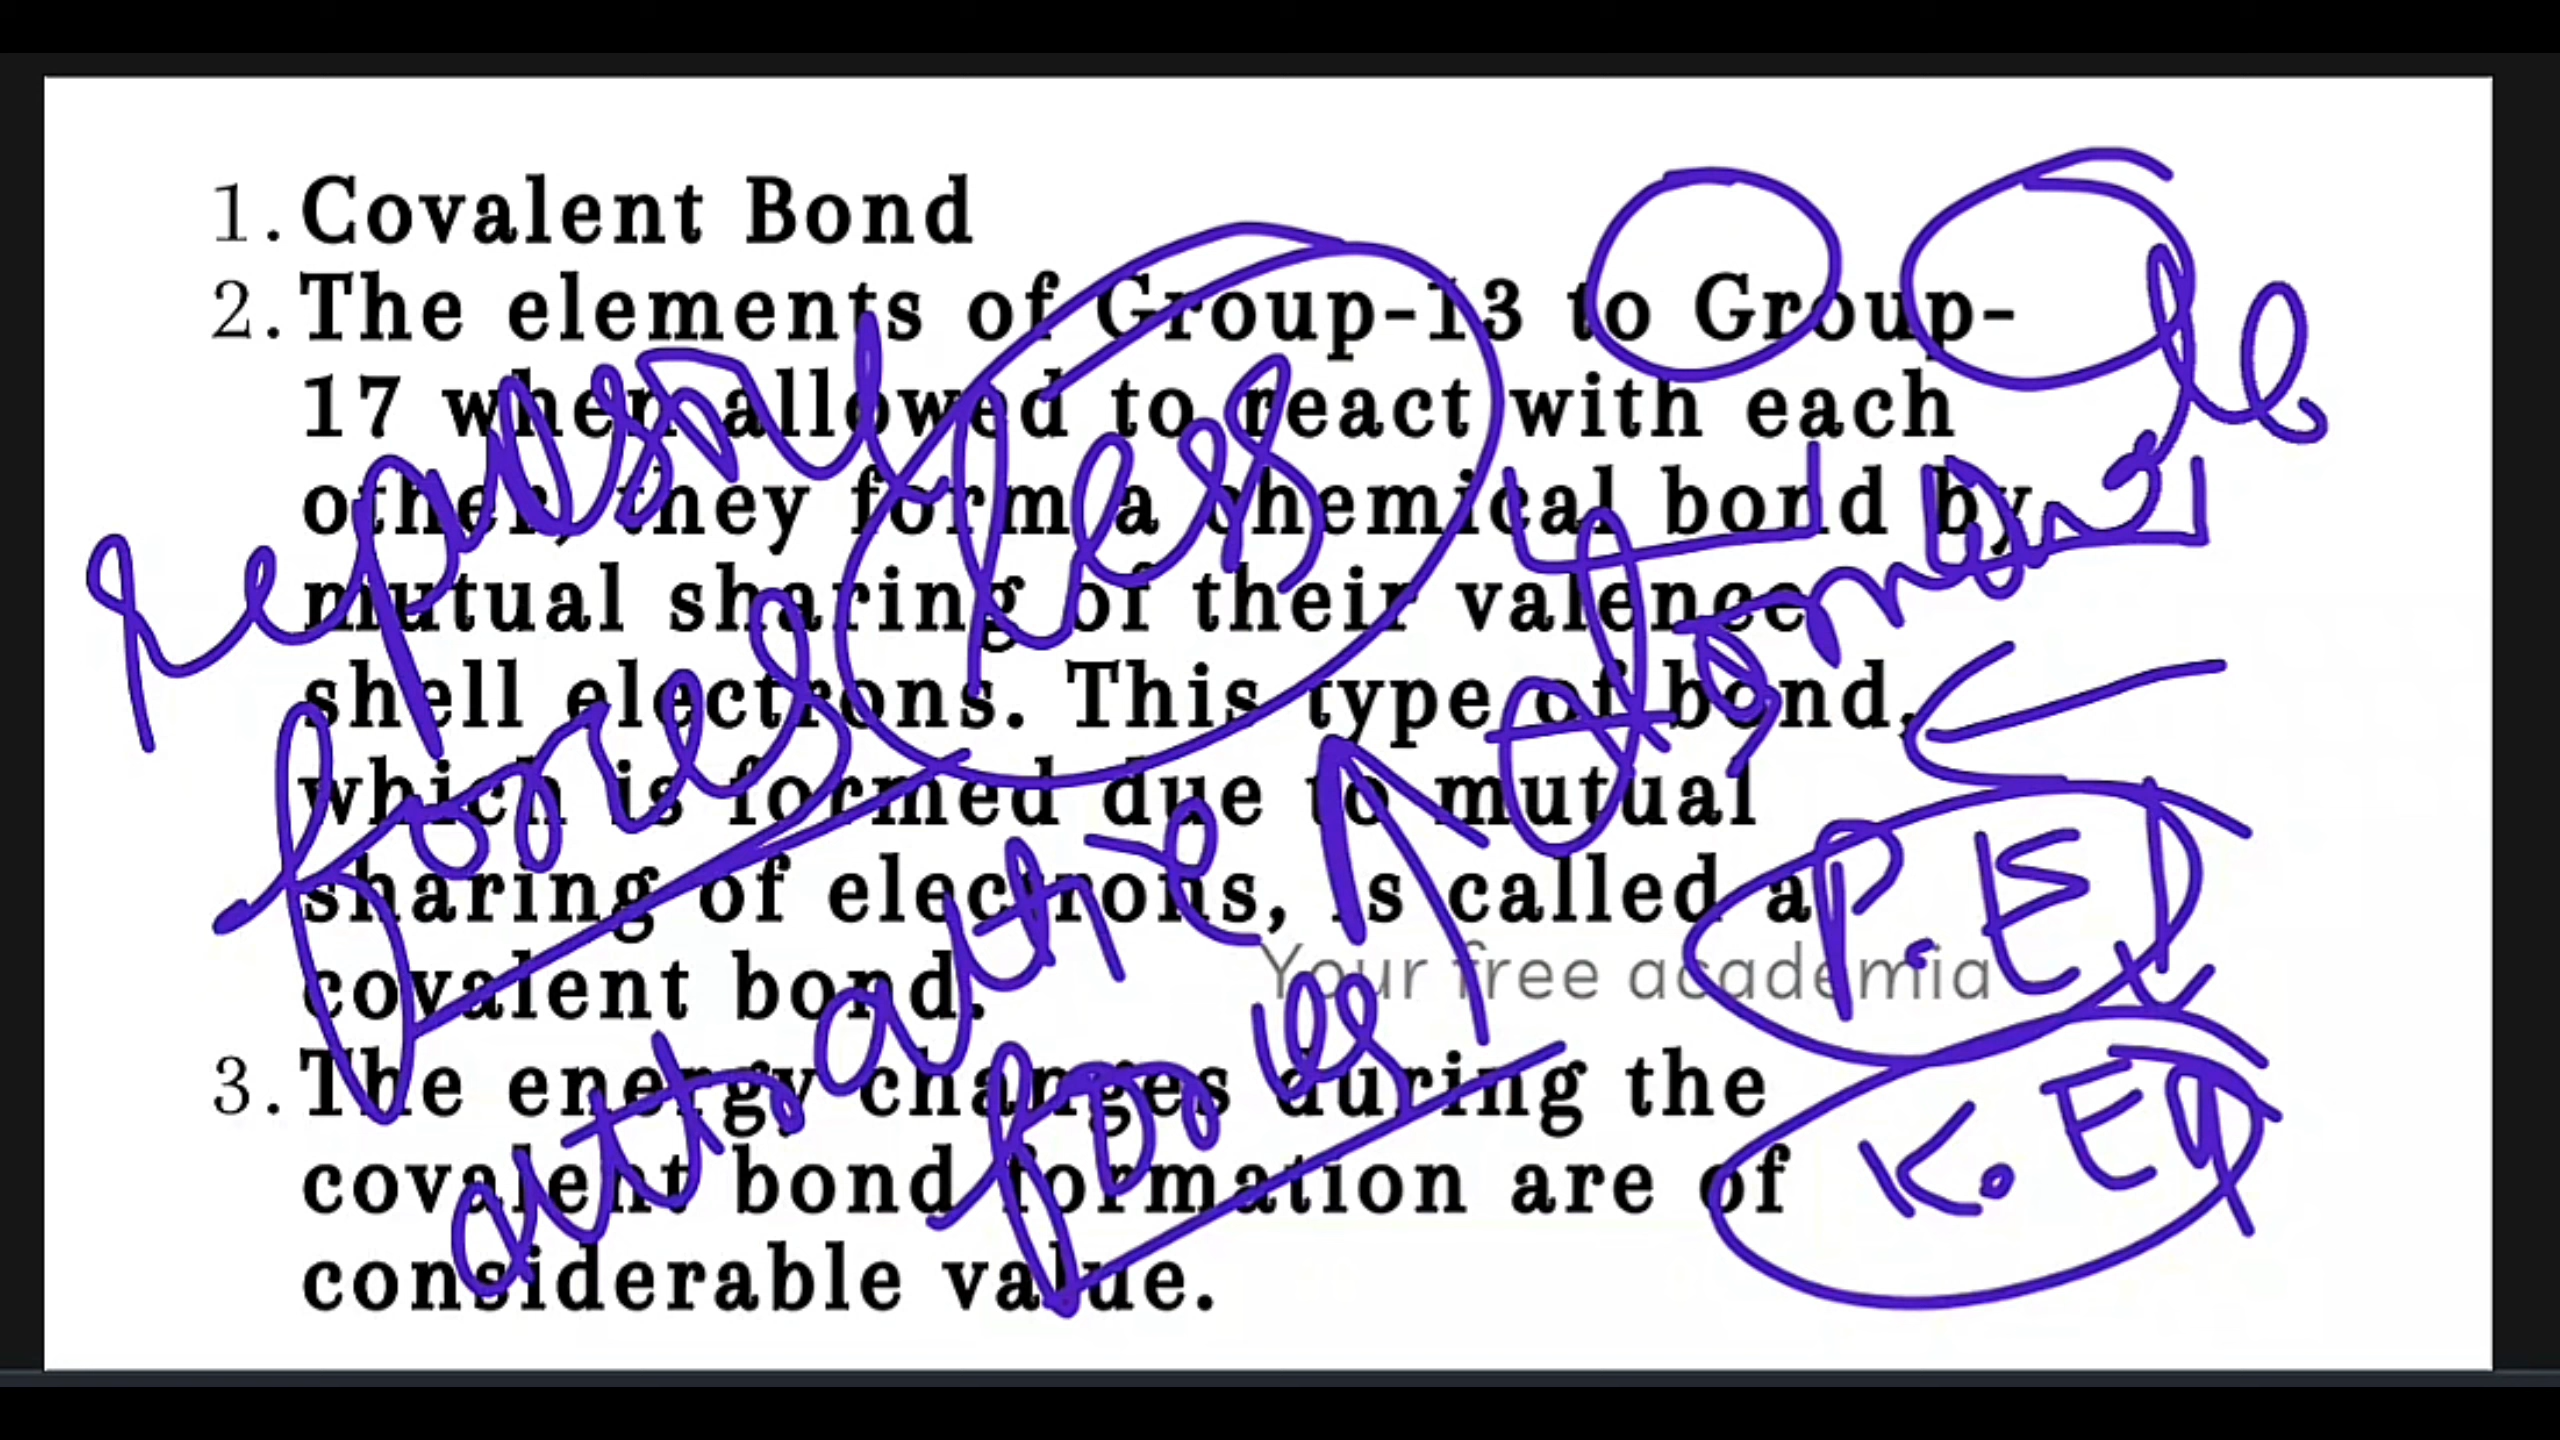 1. Covalent Bond
2. The elements of Group-13 to Group-
17 when allowed to react with each
other, they form a chemical bond by
mutual sharing of their valence
shell electrons. This type of bond,
which is formed due to mutual
sharing of electrons, is called a
covalent bond.
Your free academia
3. The energy changes during the
covalent bond formation are of
considerable value.
less
forces
attractive
forces
P.E
K.E